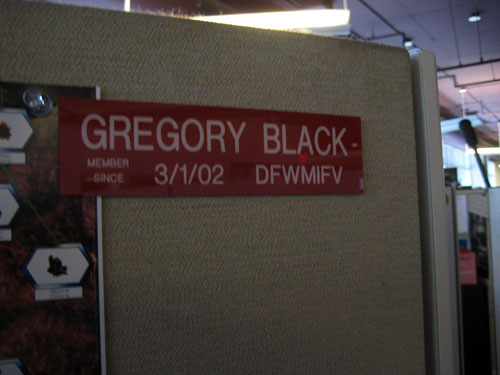 GREGORY BLACK
MEMBER
SINCE 3/1/02 DFWMIFV